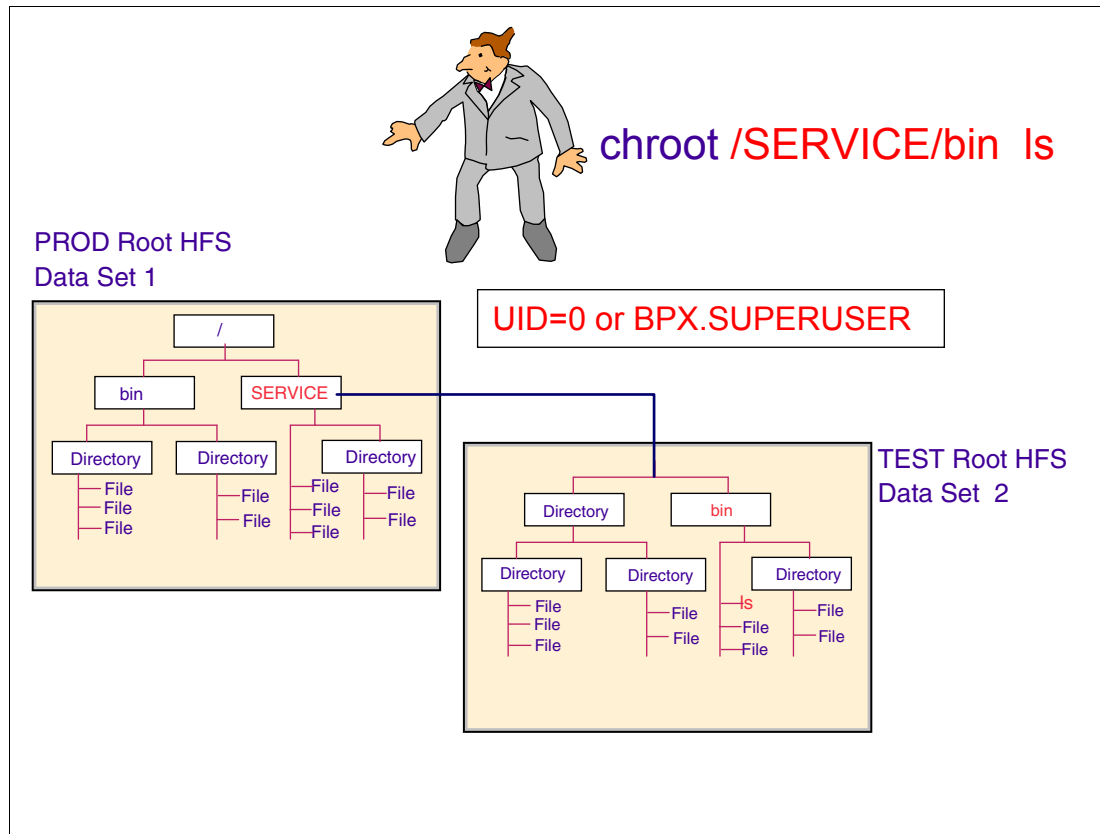 chroot /SERVICE/bin ls
PROD Root HFS
Data Set 1
UID=0 or BPX.SUPERUSER
/
bin
SERVICE
Directory
Directory
Directory
File
File
File
File
File
File
File
File
File
File
TEST Root HFS
Data Set 2
Directory
bin
Directory
Directory
Directory
File
File
File
File
File
ls
File
File
File
File